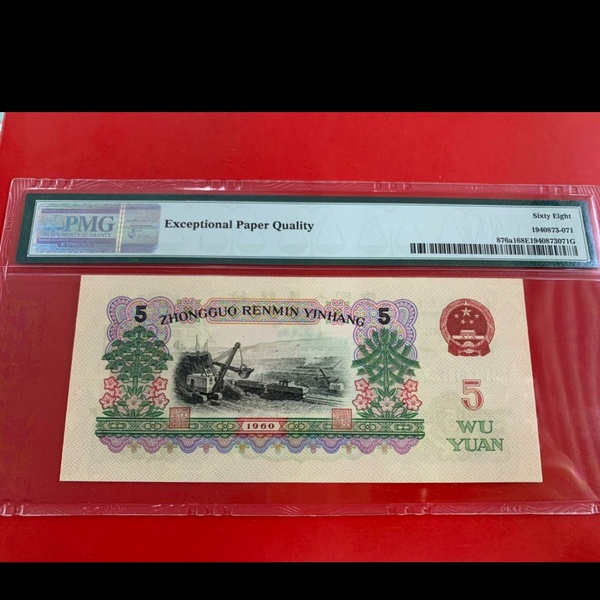 PMG
Exceptional Paper Quality
Sixty Eight
1940873-071
876a168E1940873071G
5 ZHONGGUO RENMIN YINHANG 5
1960
5
WU
YUAN